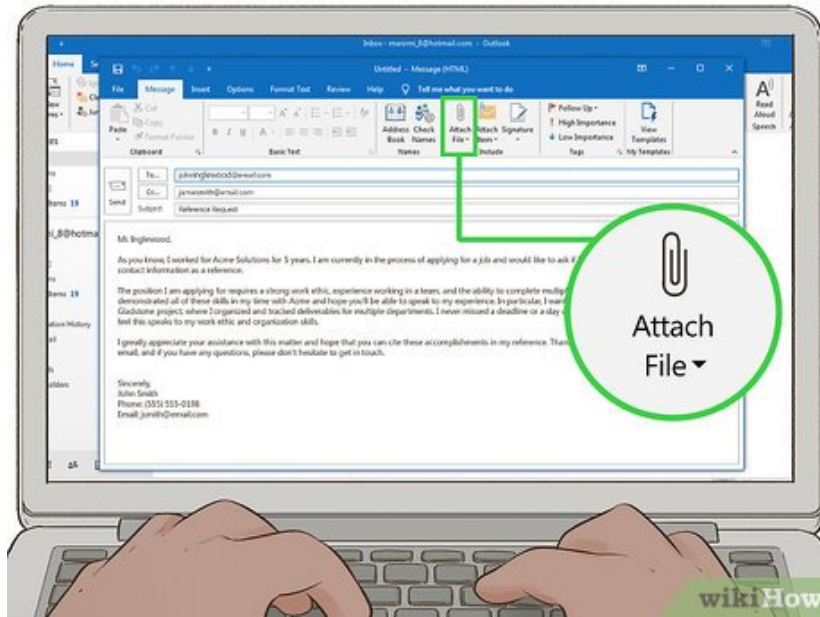 Inbox - mammi_8@hotmail.com - Outlook
Untitled - Message (HTML)
Home
File Message Insert Options Format Text Review Help Tell me what you want to do
Paste
Cut
Copy
Format Painter
Clipboard
B I U
Basic Text
Address Book
Check Names
Names
Attach File
Attach Item
Signature
Include
Follow Up
High Importance
Low Importance
Tags
View Templates
My Templates
Read Aloud
Speech
Send
To...
johninglewood@email.com
Cc...
jamiesmith@email.com
Subject
Reference Request
Mr. Inglewood,
As you know, I worked for Acme Solutions for 5 years. I am currently in the process of applying for a job and would like to ask
contact information as a reference.
The position I am applying for requires a strong work ethic, experience working in a team, and the ability to complete
demonstrated all of these skills in my time with Acme and hope you'll be able to speak to my experience. In particular, I
Gladstone project, where I organized and tracked deliverables for multiple departments. I never missed a deadline or a day
feel this speaks to my work ethic and organization skills.
I greatly appreciate your assistance with this matter and hope that you can cite these accomplishments in my reference.
email, and if you have any questions, please don't hesitate to get in touch.
Sincerely,
John Smith
Phone: (555) 555-0198
Email: jsmith@email.com
Attach
File
wikiHow